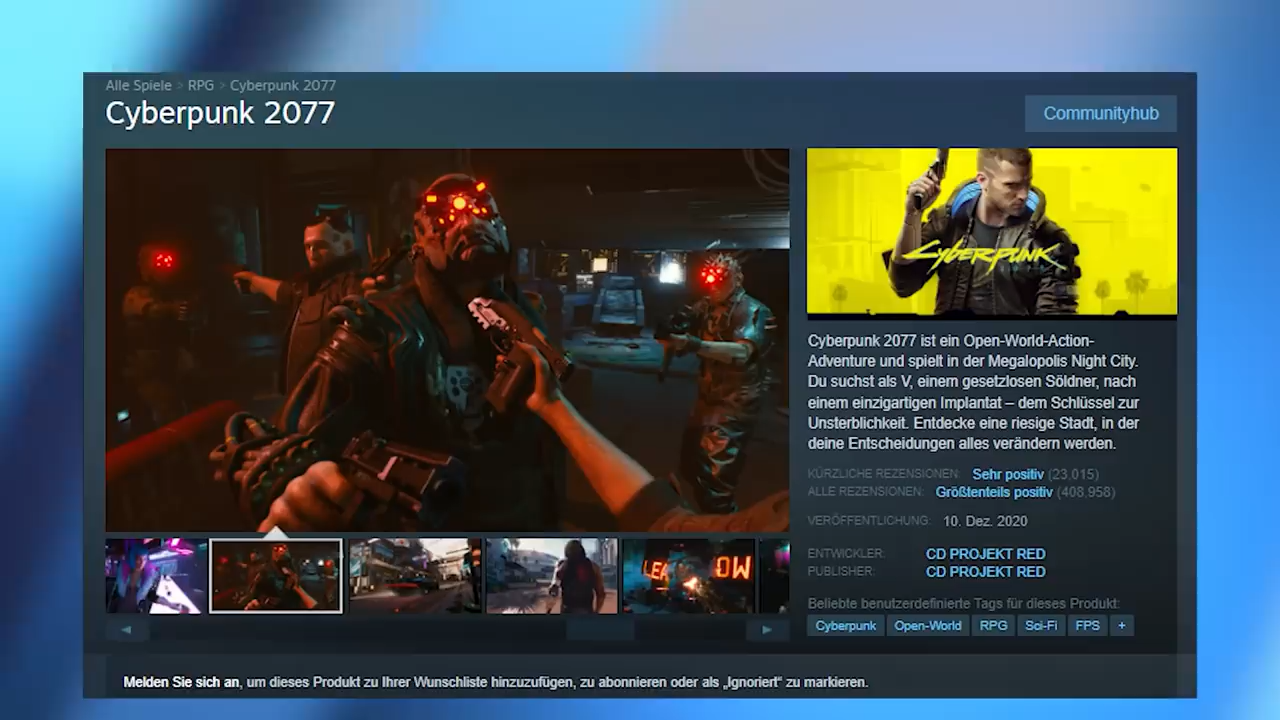 Alle Spiele > RPG > Cyberpunk 2077
Cyberpunk 2077
Communityhub
CYBERPUNK
Cyberpunk 2077 ist ein Open-World-Action-
Adventure und spielt in der Megalopolis Night City.
Du suchst als V, einem gesetzlosen Söldner, nach
einem einzigartigen Implantat – dem Schlüssel zur
Unsterblichkeit. Entdecke eine riesige Stadt, in der
deine Entscheidungen alles verändern werden.
KÜRZLICHE REZENSIONEN: Sehr positiv (23,015)
ALLE REZENSIONEN: Größtenteils positiv (408,958)
VERÖFFENTLICHUNG: 10. Dez. 2020
ENTWICKLER: CD PROJEKT RED
PUBLISHER: CD PROJEKT RED
Beliebte benutzerdefinierte Tags für dieses Produkt:
Cyberpunk Open-World RPG Sci-Fi FPS +
OW
Melden Sie sich an, um dieses Produkt zu Ihrer Wunschliste hinzuzufügen, zu abonnieren oder als „Ignoriert“ zu markieren.